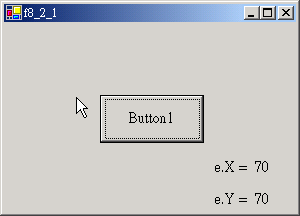 f8_2_1
Button1
e.X = 70
e.Y = 70